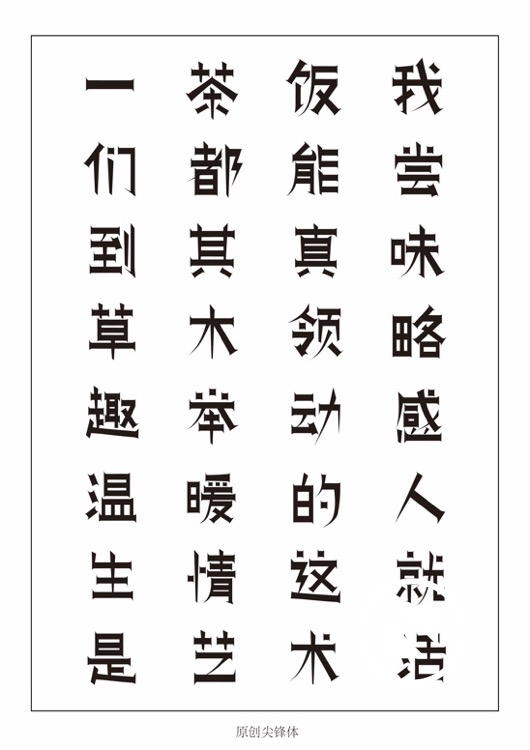 一茶饭我
们都能尝
到其真味
草木领略
趣举动感
温暖的人
生情这就
是艺术活
原创尖锋体